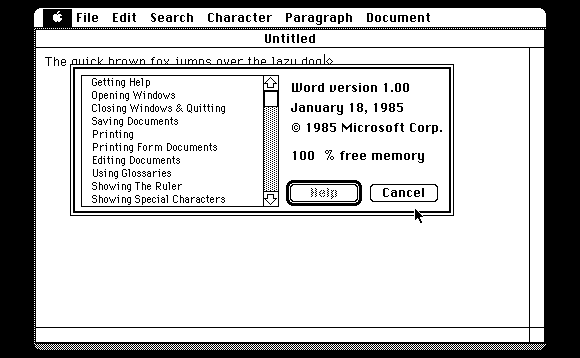 File Edit Search Character Paragraph Document
Untitled
The quick brown fox jumps over the lazy dog
Getting Help
Opening Windows
Closing Windows & Quitting
Saving Documents
Printing
Printing Form Documents
Editing Documents
Using Glossaries
Showing The Ruler
Showing Special Characters
Word version 1.00
January 18, 1985
© 1985 Microsoft Corp.
100 % free memory
Help Cancel